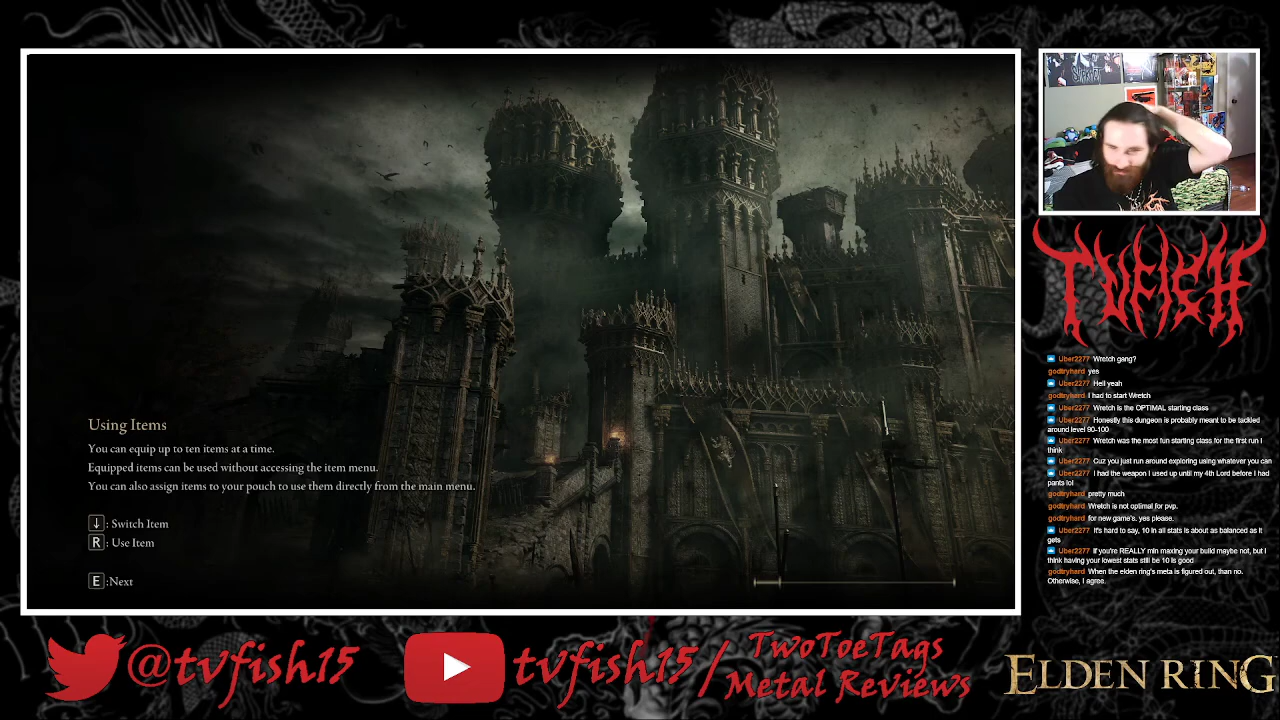 Using Items
You can equip up to ten items at a time.
Equipped items can be used without accessing the item menu.
You can also assign items to your pouch to use them directly from the main menu.
↓ : Switch Item
R : Use Item
E :Next
SLIPKNOT
TVFISH
Uber2277 Wretch gang?
godtryhard yes
Uber2277 Hell yeah
godtryhard I had to start Wretch
Uber2277 Wretch is the OPTIMAL starting class
Uber2277 Honestly this dungeon is probably meant to be tackled
around level 90-100
Uber2277 Wretch was the most fun starting class for the first run I
think
Uber2277 Cuz you just run around exploring using whatever you can
Uber2277 I had the weapon I used up until my 4th Lord before I had
pants lol
godtryhard pretty much
godtryhard Wretch is not optimal for pvp.
godtryhard for new game's, yes please.
Uber2277 It's hard to say, 10 in all stats is about as balanced as it
gets
Uber2277 If you're REALLY min maxing your build maybe not, but I
think having your lowest stats still be 10 is good
godtryhard When the elden ring's meta is figured out, than no.
Otherwise, I agree.
@tvfish15
tvfish15 / TwoToeTags
Metal Reviews
ELDEN RING